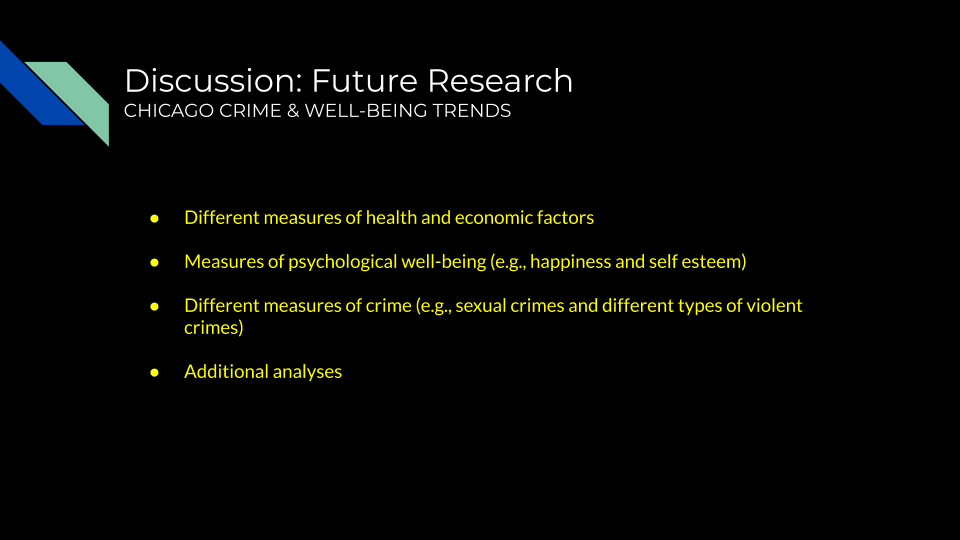 Discussion: Future Research
CHICAGO CRIME & WELL-BEING TRENDS
● Different measures of health and economic factors
● Measures of psychological well-being (e.g., happiness and self esteem)
● Different measures of crime (e.g., sexual crimes and different types of violent
crimes)
● Additional analyses